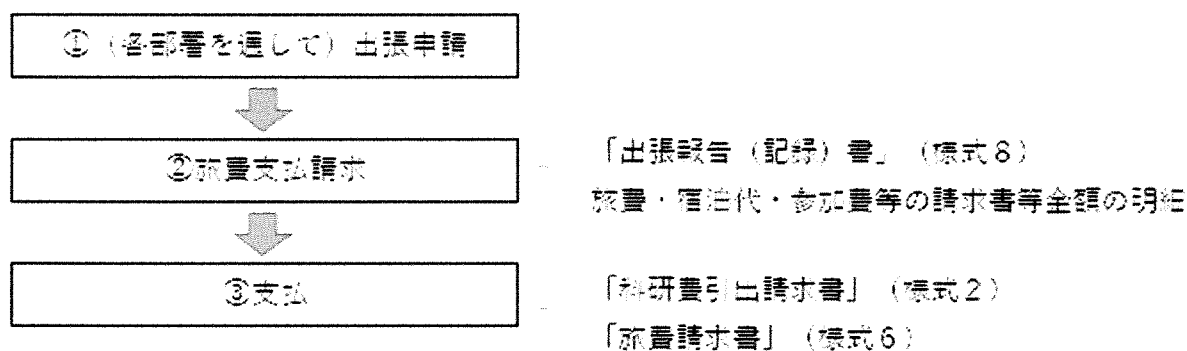 ①（各部署を通して）出張申請
②旅費支払請求
「出張報告（記録）書」（様式８）
旅費・宿泊代・参加費等の請求書等金額の明細
③支払
「科研費引出請求書」（様式２）
「旅費請求書」（様式６）